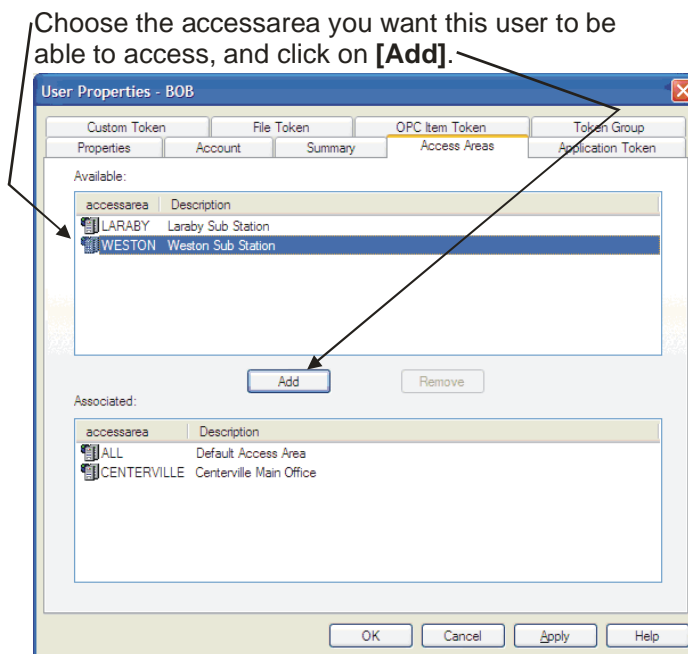 Choose the accessarea you want this user to be
able to access, and click on [Add].
User Properties - BOB
Custom Token File Token OPC Item Token Token Group
Properties Account Summary Access Areas Application Token
Available:
accessarea Description
LARABY Laraby Sub Station
WESTON Weston Sub Station
Add Remove
Associated:
accessarea Description
ALL Default Access Area
CENTERVILLE Centerville Main Office
OK Cancel Apply Help